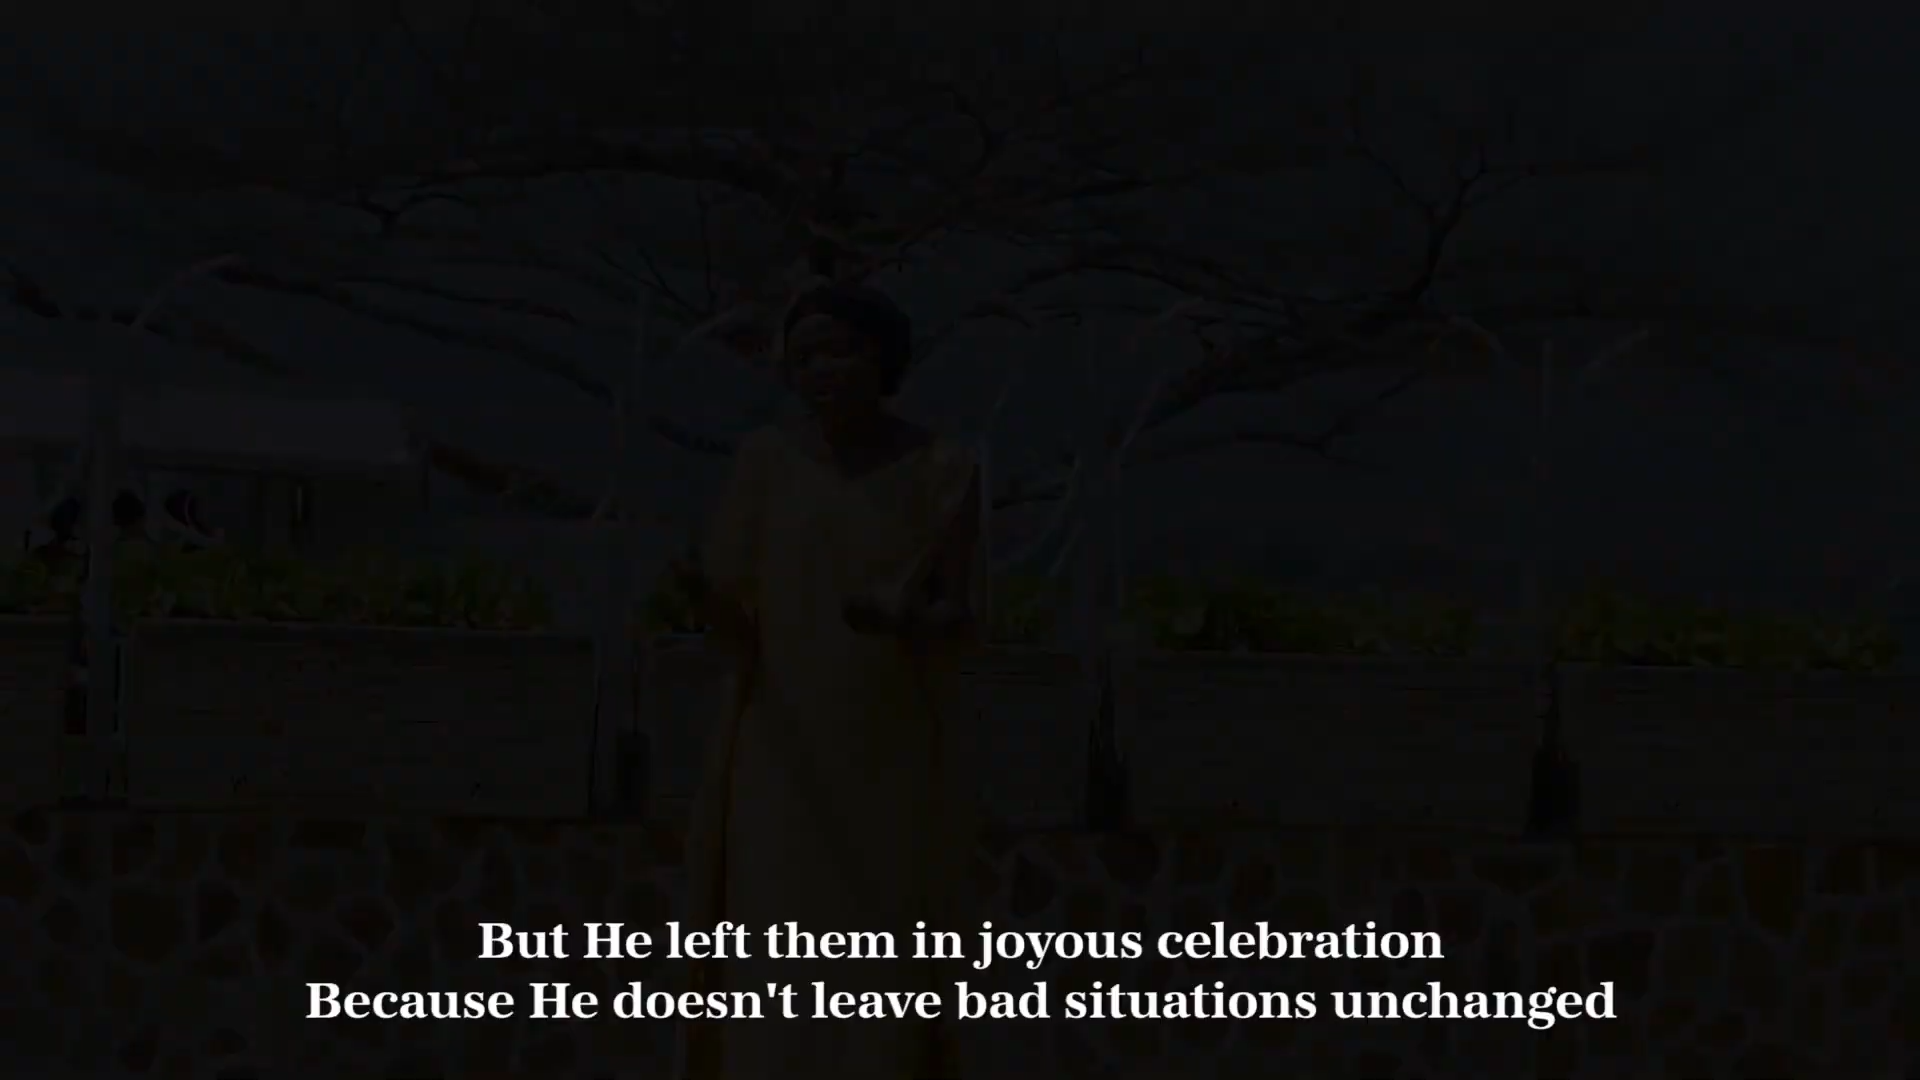 But He left them in joyous celebration
Because He doesn't leave bad situations unchanged